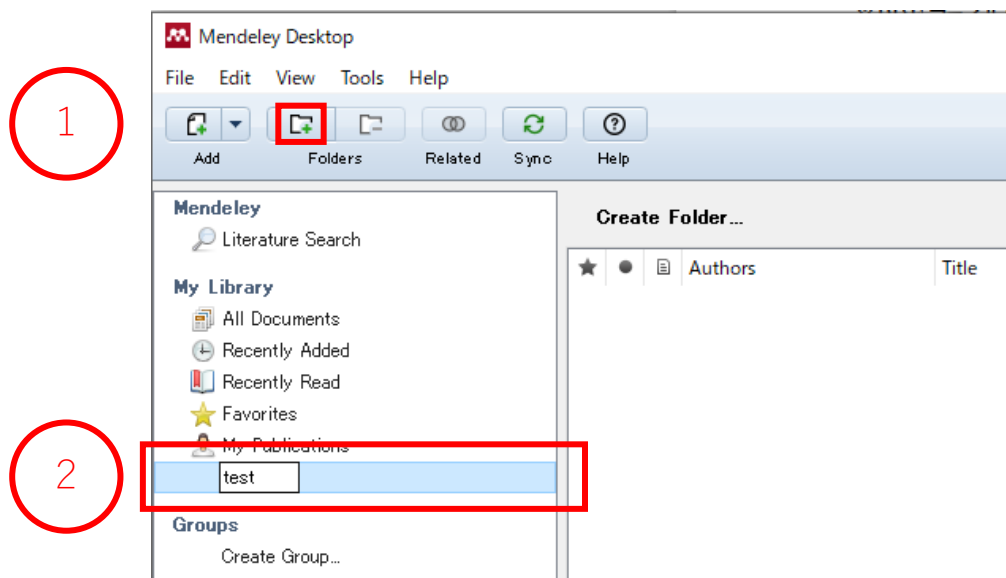 Mendeley Desktop
File Edit View Tools Help
1
Add Folders Related Sync Help
Mendeley
Literature Search
Create Folder...
Authors Title
My Library
All Documents
Recently Added
Recently Read
Favorites
My Publications
2
test
Groups
Create Group...